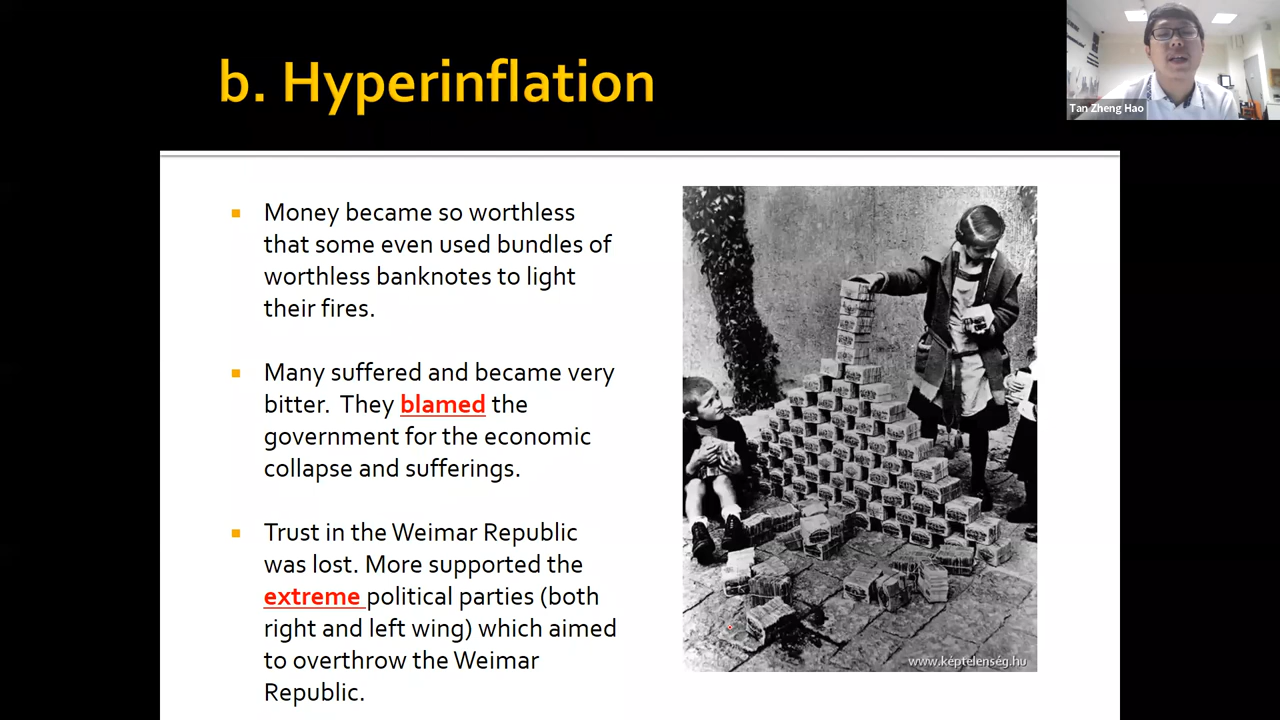 b. Hyperinflation
Tan Zheng Hao
Money became so worthless
that some even used bundles of
worthless banknotes to light
their fires.
Many suffered and became very
bitter. They blamed the
government for the economic
collapse and sufferings.
Trust in the Weimar Republic
was lost. More supported the
extreme political parties (both
right and left wing) which aimed
to overthrow the Weimar
Republic.
www.képtelenség.hu